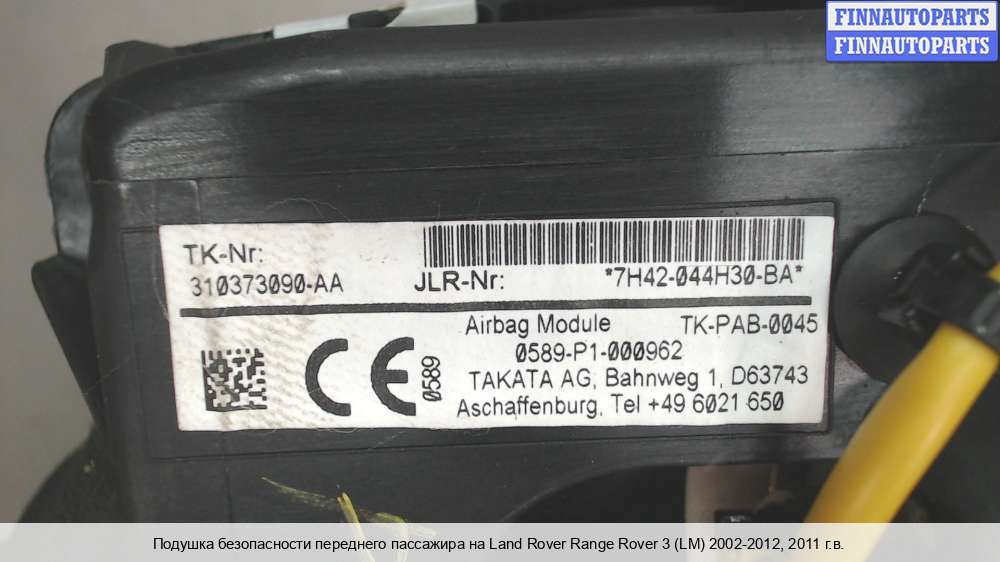 FINNAUTOPARTS
FINNAUTOPARTS
TK-Nr:
310373090-AA
JLR-Nr: *7H42-044H30-BA*
Airbag Module TK-PAB-0045
0589-P1-000962
TAKATA AG, Bahnweg 1, D63743
Aschaffenburg, Tel +49 6021 650
CE 0589
Подушка безопасности переднего пассажира на Land Rover Range Rover 3 (LM) 2002-2012, 2011 г.в.